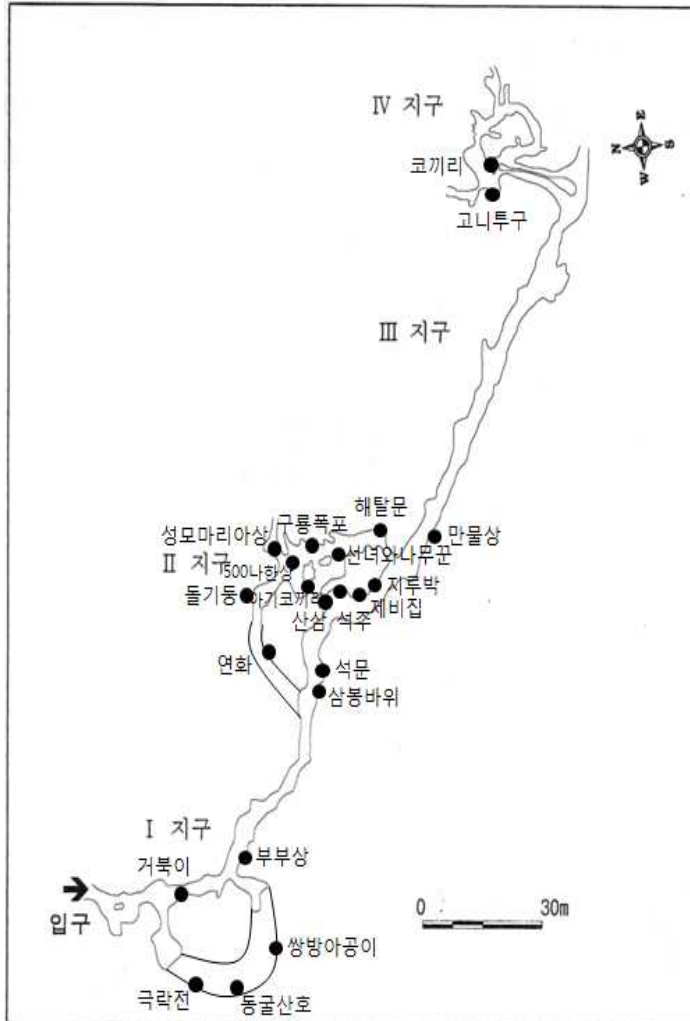 Ⅳ 지구
코끼리
고니투구
N
S
W
Z
Ⅲ 지구
해탈문
구룡폭포
성모마리아상
만물상
선녀와나무꾼
Ⅱ 지구
500나한상
돌기둥
아기코끼리
지루박
제비집
산삼
석주
연화
석문
삼봉바위
Ⅰ 지구
거북이
부부상
입구
0
30m
쌍방아공이
극락전
동굴산호